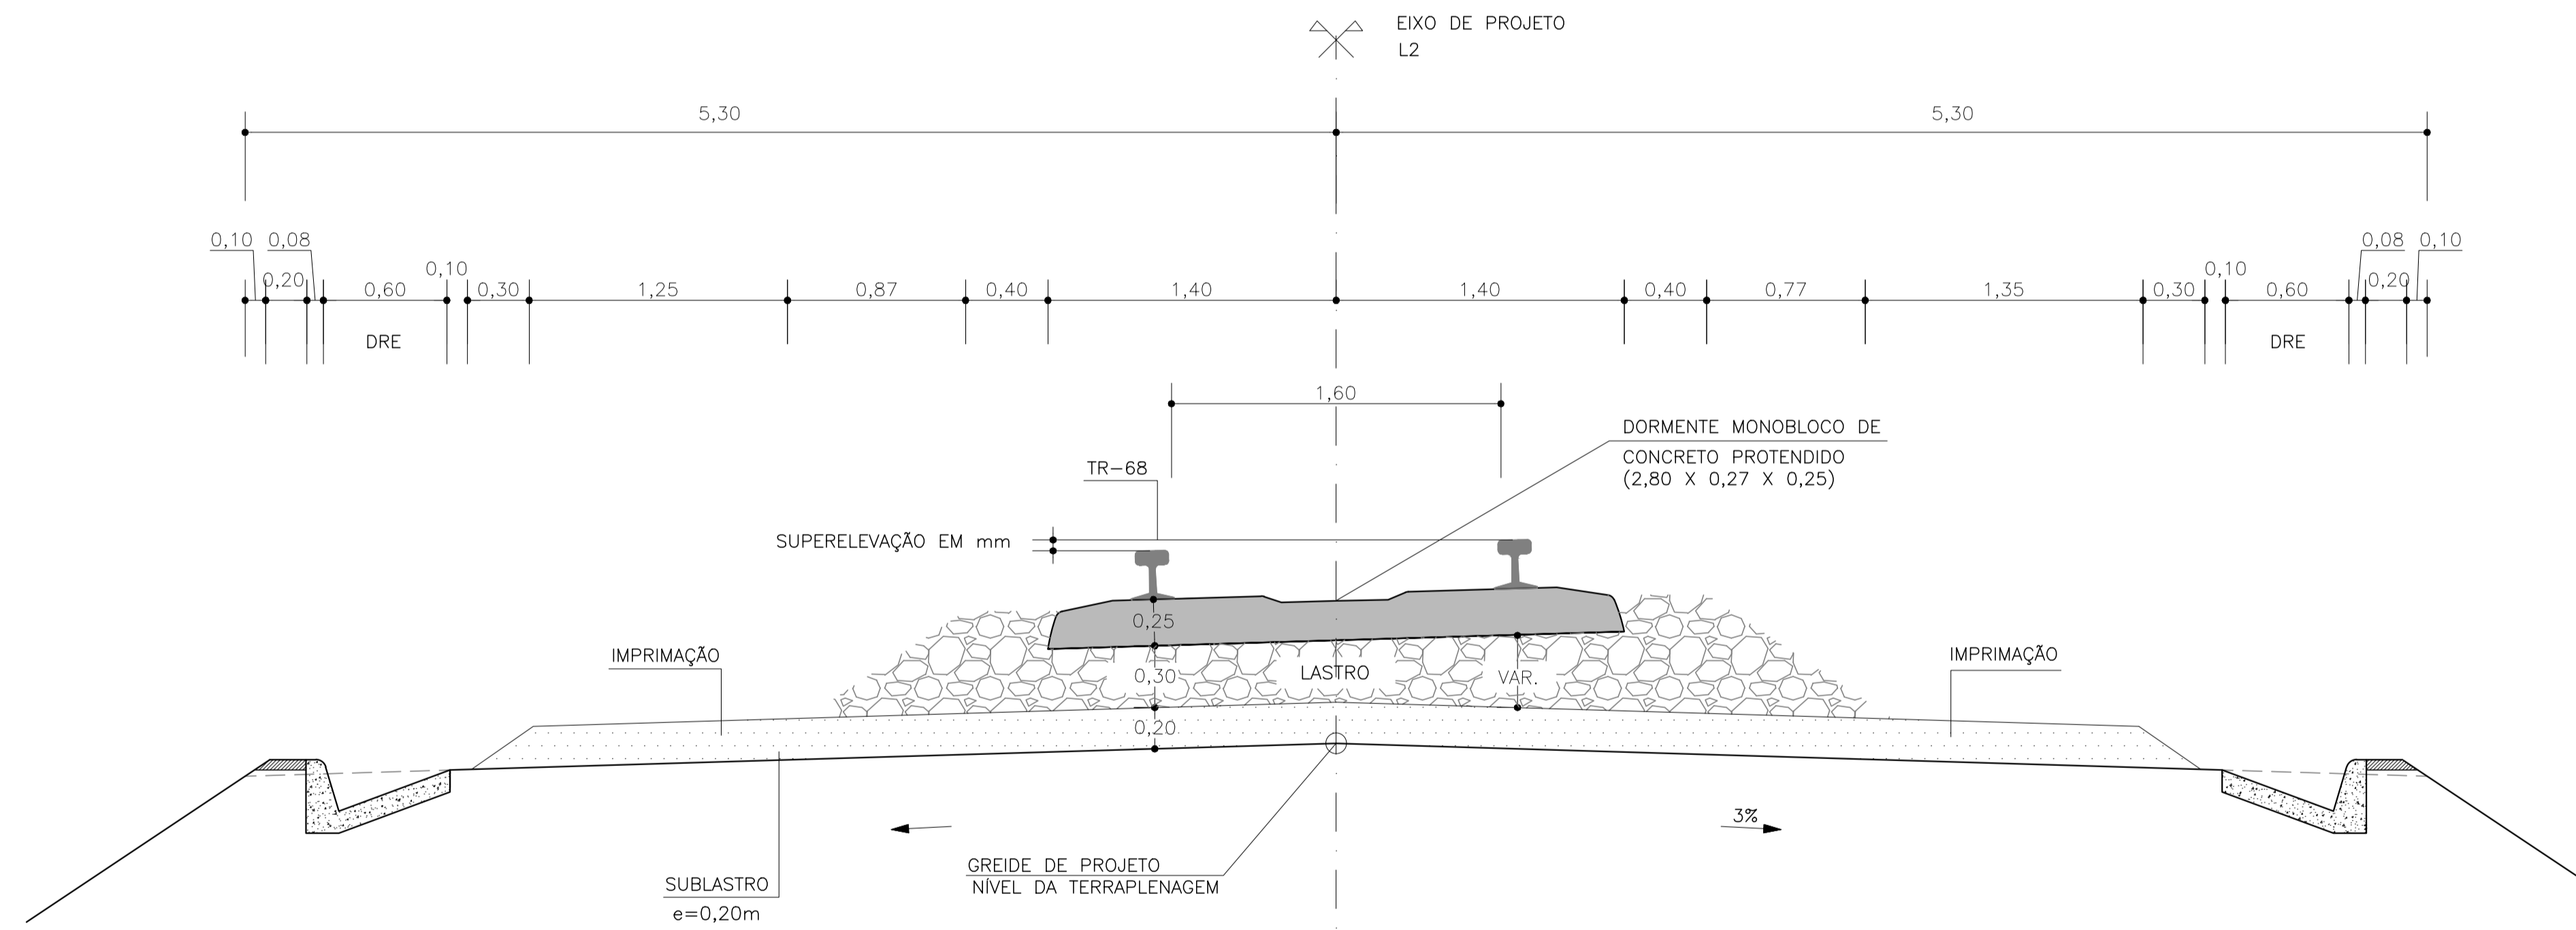 EIXO DE PROJETO
L2
5,30
5,30
0,10
0,08
0,20
0,60
0,10
0,30
1,25
0,87
0,40
1,40
1,40
0,40
0,77
1,35
0,30
0,10
0,60
0,20
0,08
0,10
DRE
DRE
1,60
DORMENTE MONOBLOCO DE
CONCRETO PROTENDIDO
(2,80 X 0,27 X 0,25)
TR-68
SUPERELEVAÇÃO EM mm
0,25
IMPRIMAÇÃO
IMPRIMAÇÃO
0,30
LASTRO
VAR.
0,20
3%
GREIDE DE PROJETO
NÍVEL DA TERRAPLENAGEM
SUBLASTRO
e=0,20m